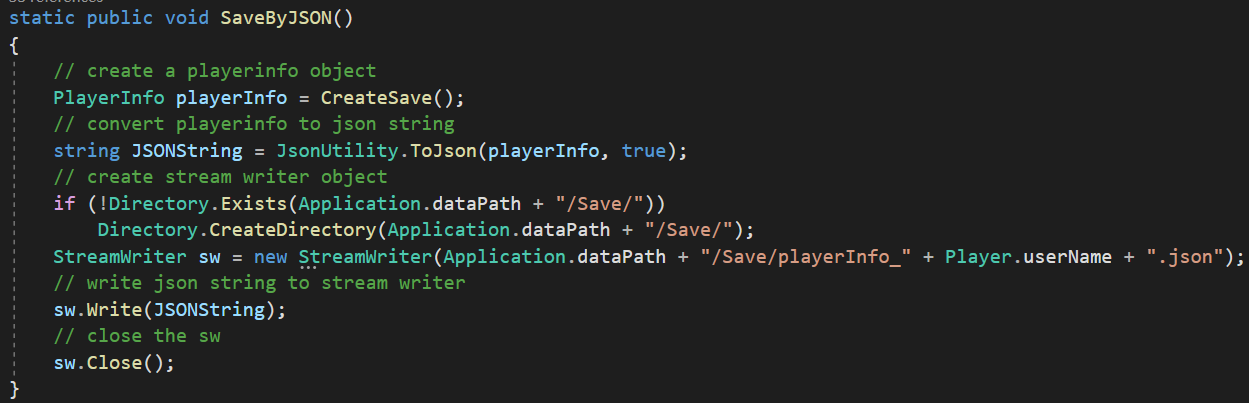 static public void SaveByJSON()
{
    // create a playerinfo object
    PlayerInfo playerInfo = CreateSave();
    // convert playerinfo to json string
    string JSONString = JsonUtility.ToJson(playerInfo, true);
    // create stream writer object
    if (!Directory.Exists(Application.dataPath + "/Save/"))
        Directory.CreateDirectory(Application.dataPath + "/Save/");
    StreamWriter sw = new StreamWriter(Application.dataPath + "/Save/playerInfo_" + Player.userName + ".json");
    // write json string to stream writer
    sw.Write(JSONString);
    // close the sw
    sw.Close();
}